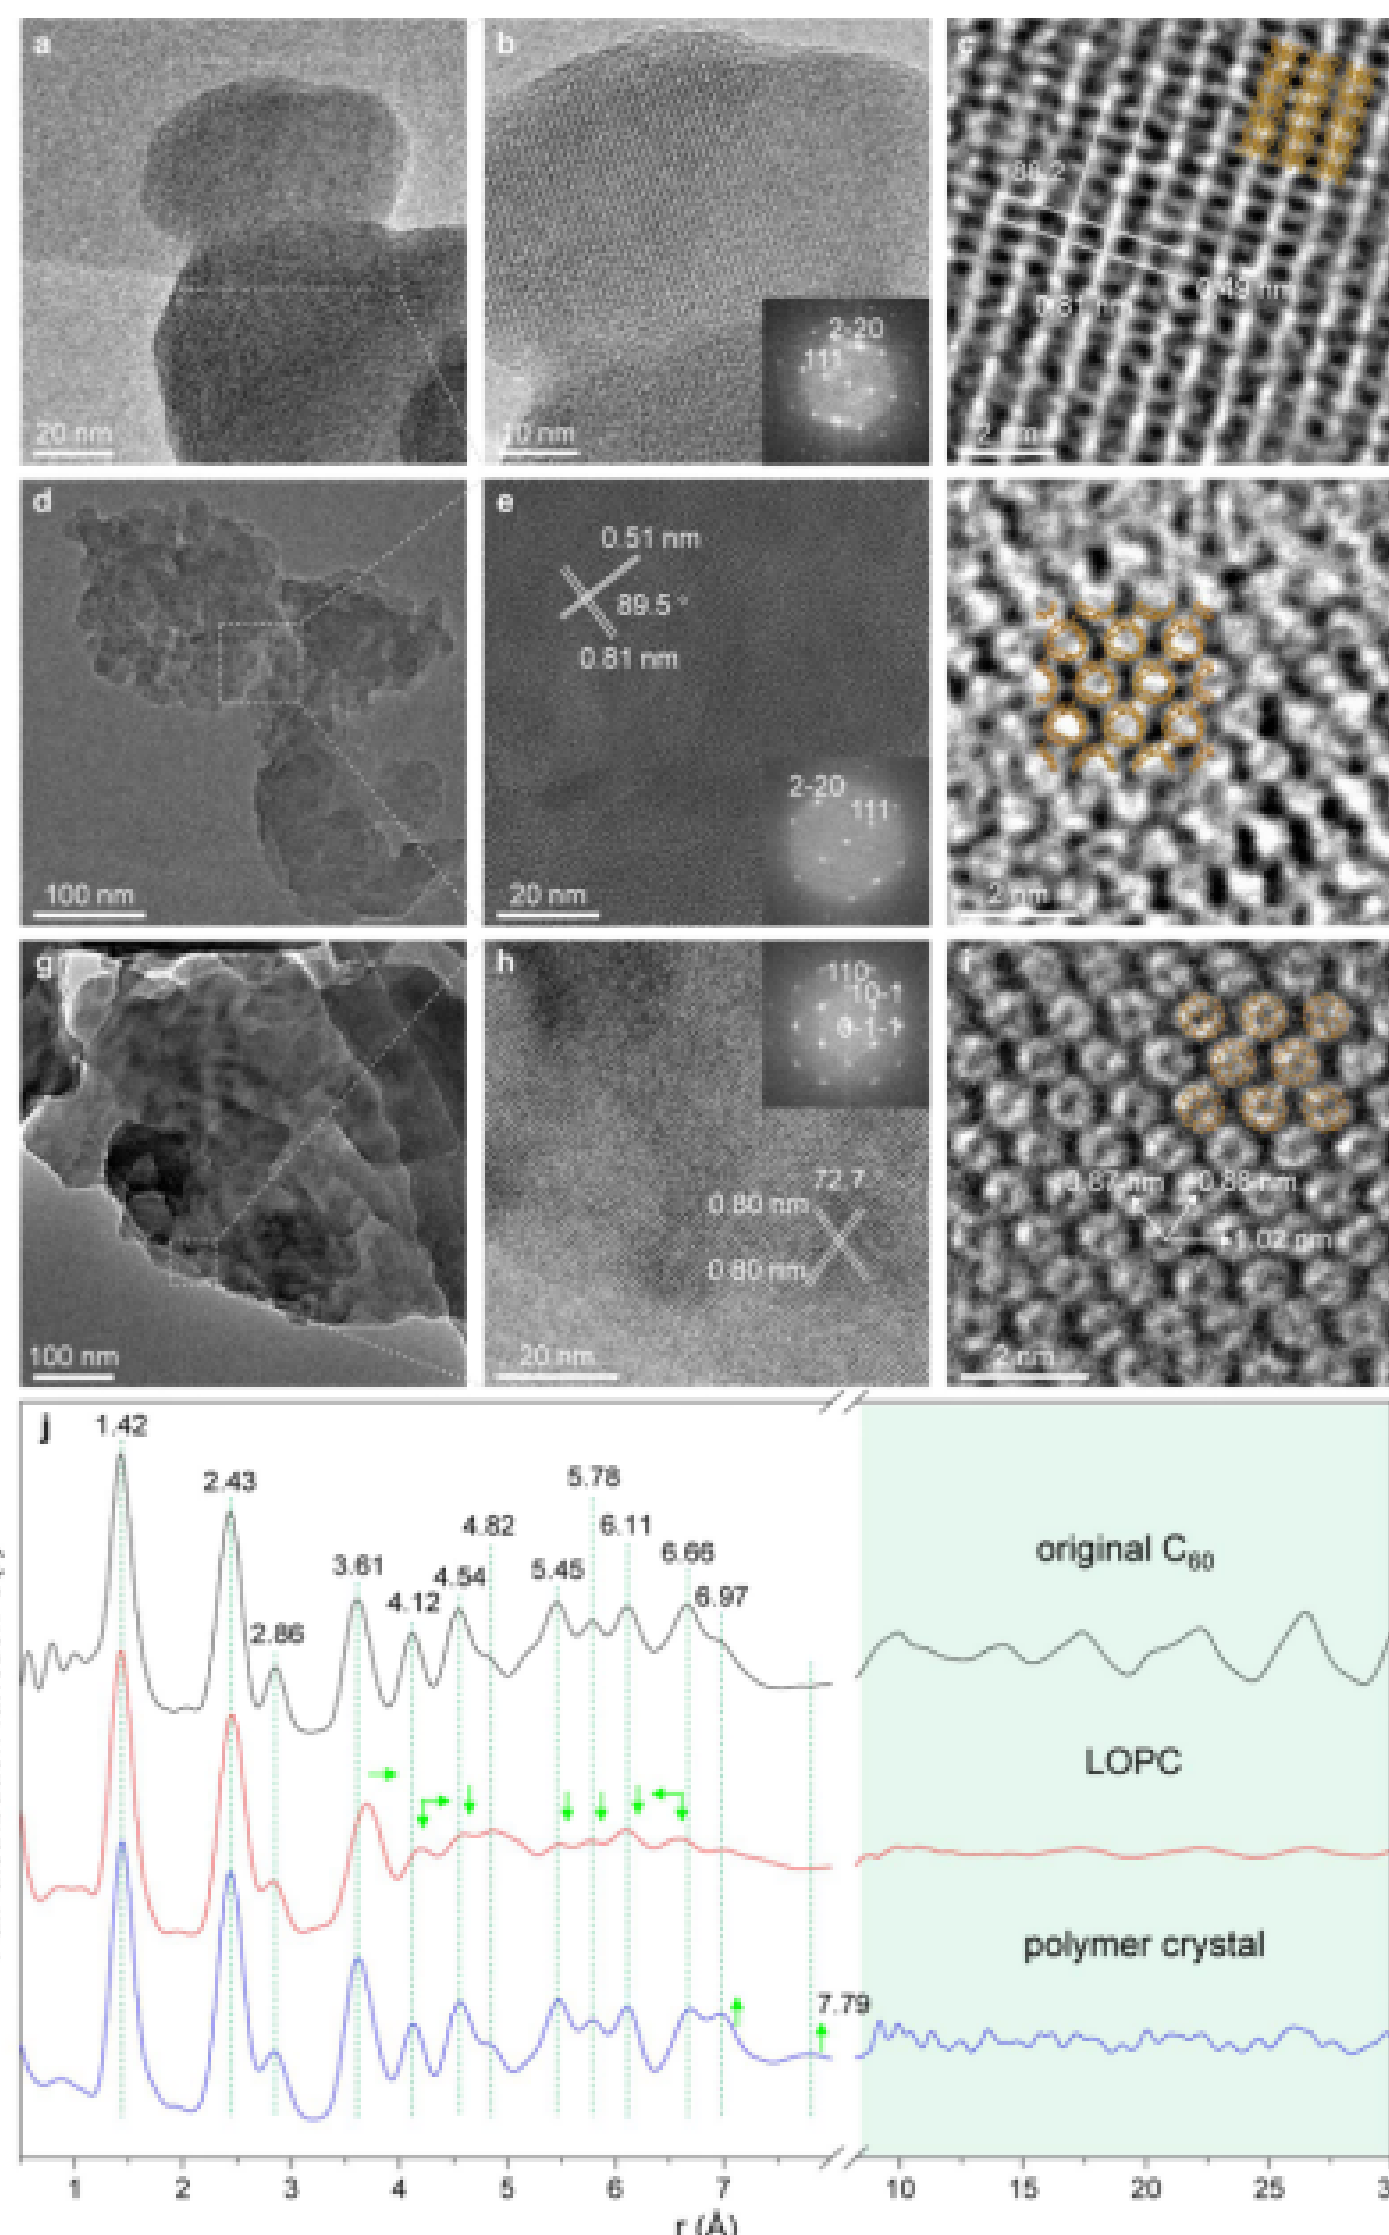 a
20 nm
b
2-20
111
10 nm
0.49 nm
2 nm
d
100 nm
e
0.51 nm
89.5 °
0.81 nm
2-20
111
20 nm
2 nm
g
100 nm
h
110
10-1
0-1-1
72.7 °
0.80 nm
0.80 nm
20 nm
i
0.87 nm
0.88 nm
1.02 nm
2 nm
j
1.42
2.43
2.86
3.61
4.12
4.54
4.82
5.45
5.78
6.11
6.66
6.97
original C₆₀
LOPC
polymer crystal
7.79
1 2 3 4 5 6 7 10 15 20 25
r (Å)